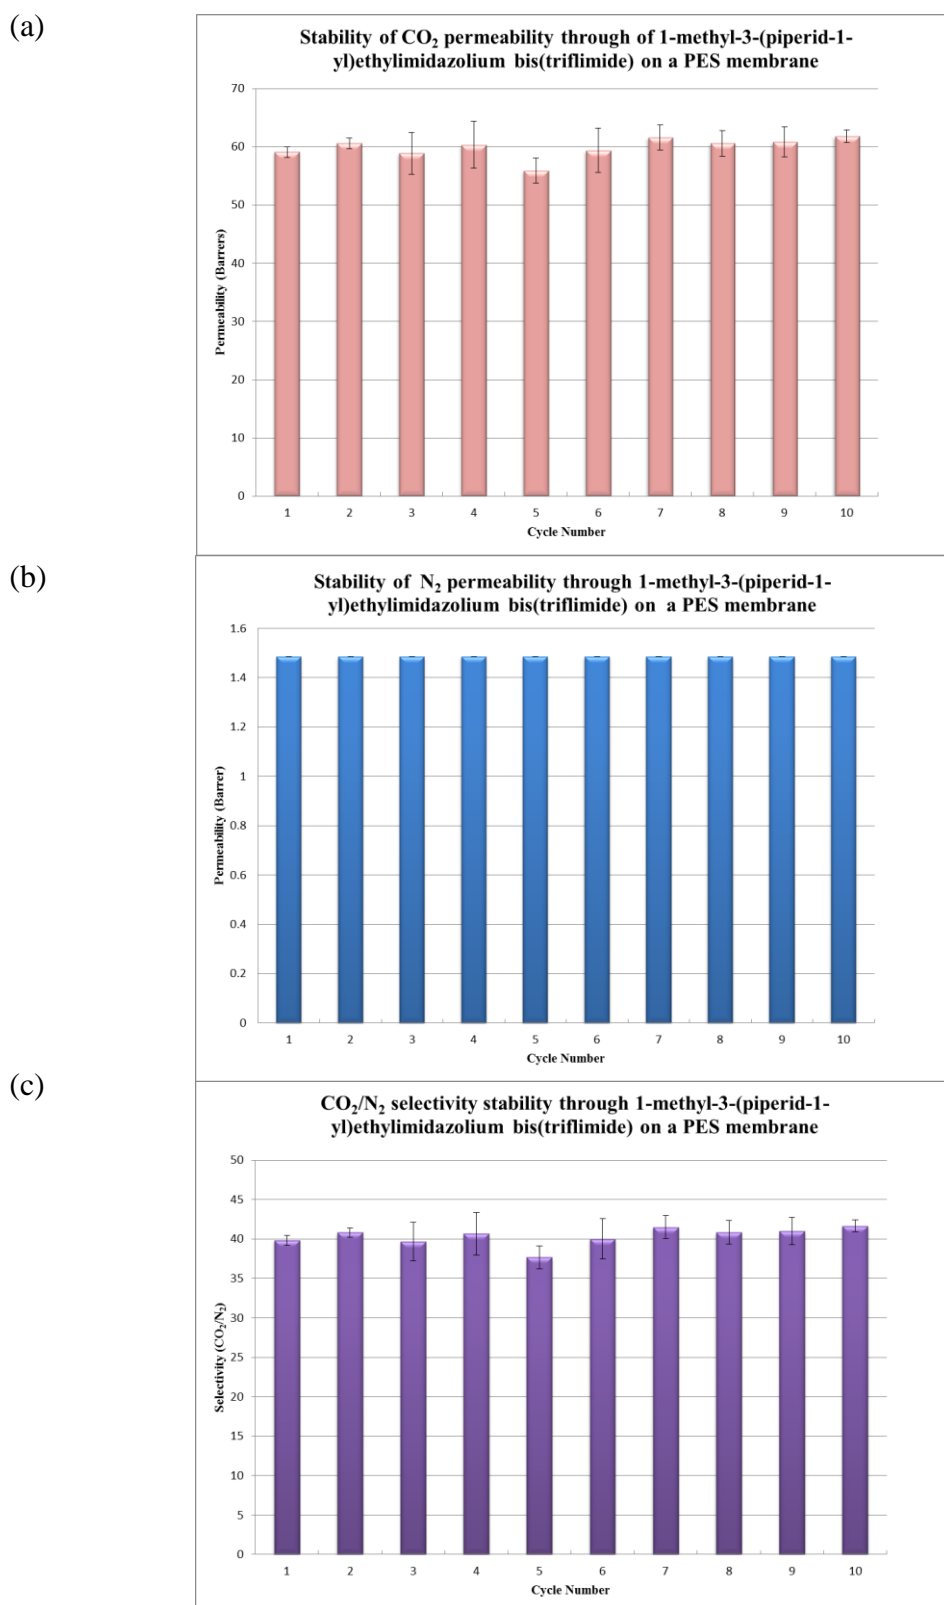 (a)
Stability of CO₂ permeability through of 1-methyl-3-(piperid-1-
yl)ethylimidazolium bis(triflimide) on a PES membrane
70
60
50
40
30
20
10
0
Permeability (Barrers)
1 2 3 4 5 6 7 8 9 10
Cycle Number
(b)
Stability of N₂ permeability through 1-methyl-3-(piperid-1-
yl)ethylimidazolium bis(triflimide) on a PES membrane
1.6
1.4
1.2
1
0.8
0.6
0.4
0.2
0
Permeability (Barrer)
1 2 3 4 5 6 7 8 9 10
Cycle Number
(c)
CO₂/N₂ selectivity stability through 1-methyl-3-(piperid-1-
yl)ethylimidazolium bis(triflimide) on a PES membrane
50
45
40
35
30
25
20
15
10
5
0
Selectivity (CO₂/N₂)
1 2 3 4 5 6 7 8 9 10
Cycle Number